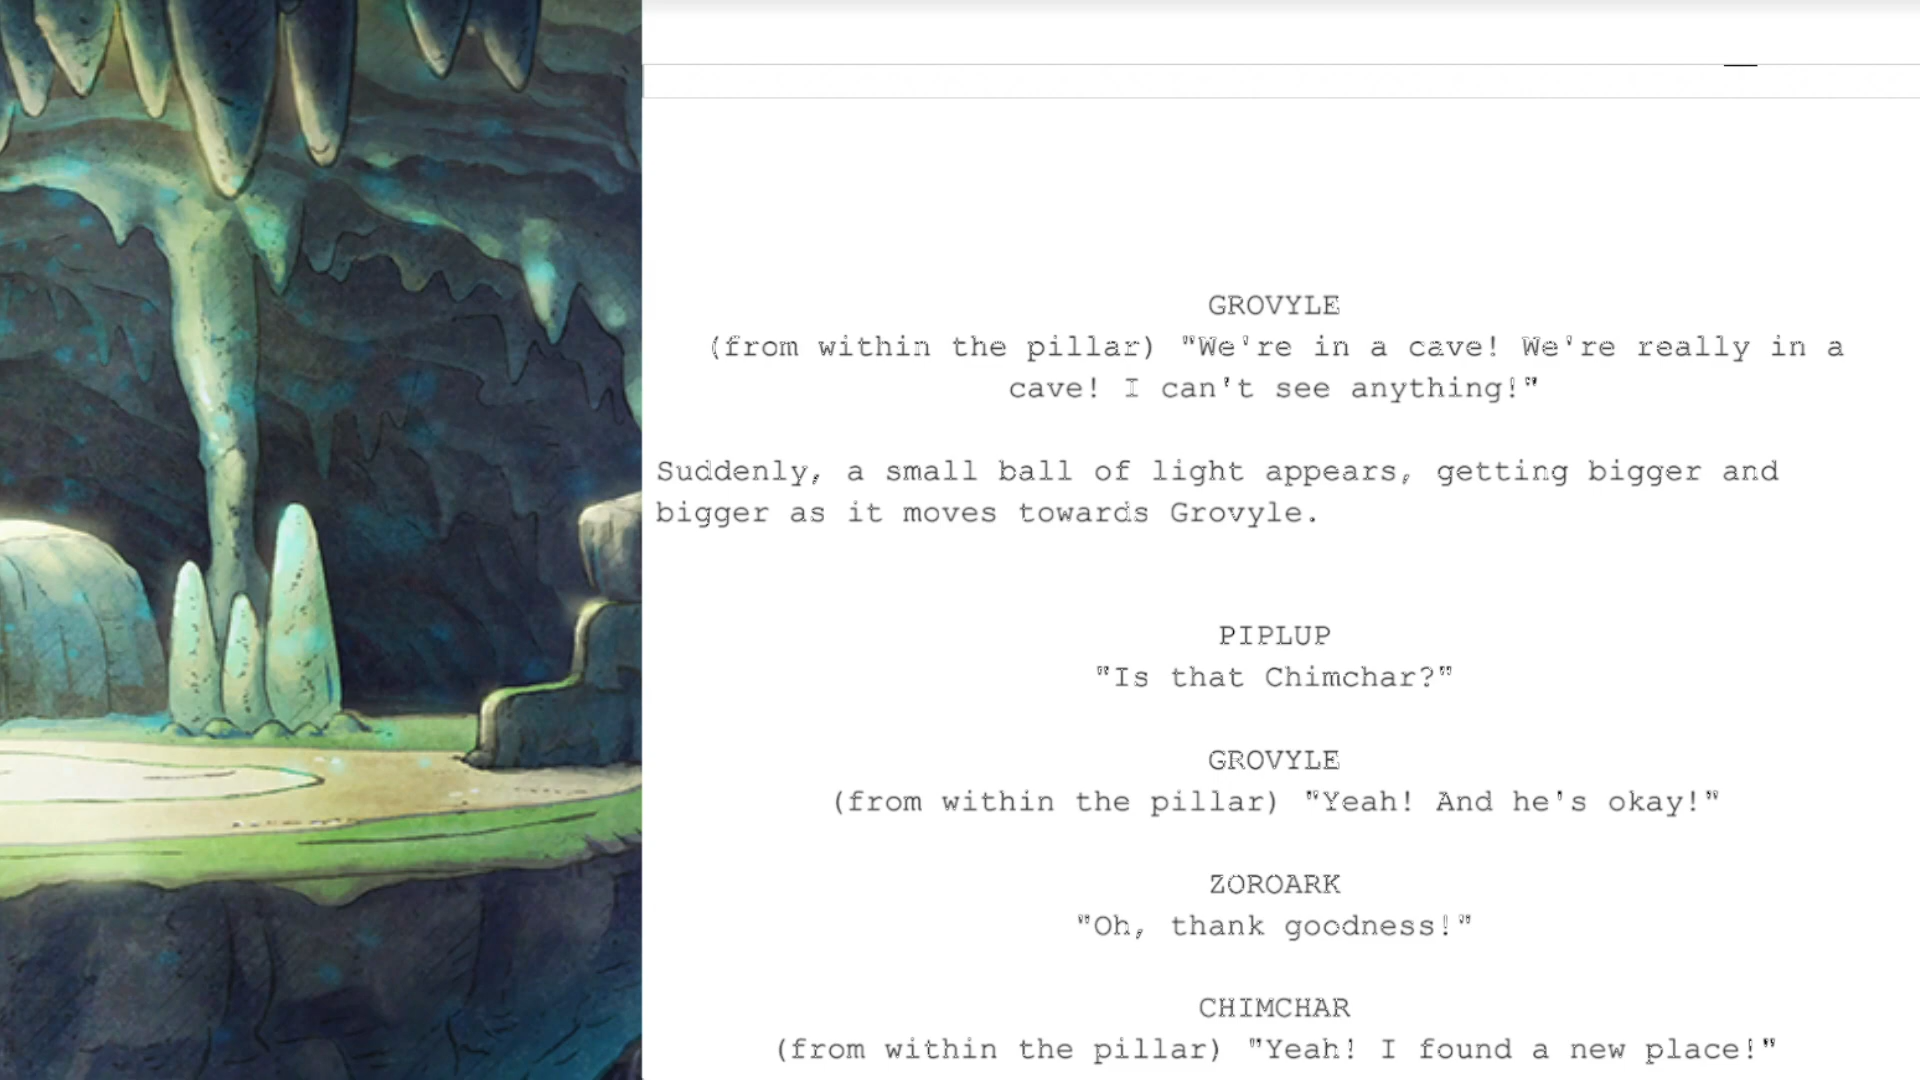 GROVYLE
(from within the pillar) "We're in a cave! We're really in a
cave! I can't see anything!"
Suddenly, a small ball of light appears, getting bigger and
bigger as it moves towards Grovyle.
PIPLUP
"Is that Chimchar?"
GROVYLE
(from within the pillar) "Yeah! And he's okay!"
ZOROARK
"Oh, thank goodness!"
CHIMCHAR
(from within the pillar) "Yeah! I found a new place!"